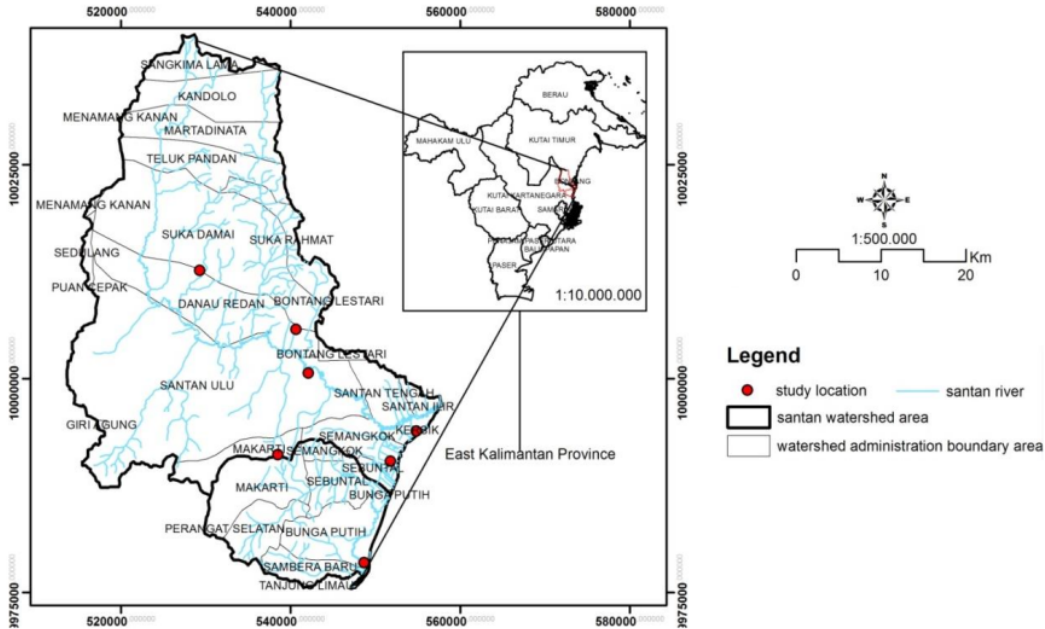 520000 540000 560000 580000
SANGKIMA LAMA
KANDOLO
MENAMANG KANAN
MARTADINATA
TELUK PANDAN
MENAMANG KANAN
SUKA DAMAI
SUKA RAHMAT
SEDULANG
PUAN CEPAK
DANAU REDAN
BONTANG LESTARI
BONTANG LESTARI
SANTAN ULU
SANTAN TENGAH
SANTAN ILIR
GIRI AGUNG
SEMANGKOK
MAKARTI
SEMANGKOK
SEBUNTAL
SEBUNTAL
MAKARTI
BUNGA PUTIH
PERANGAT SELATAN
BUNGA PUTIH
SAMBERA BARU
TANJUNG LIMAU
BERAU
MAHAKAM ULU
KUTAI TIMUR
KUTAI KARTANEGARA
KUTAI BARAT
PASER
1:10.000.000
East Kalimantan Province
N
W E
S
1:500.000
0 10 20
Km
Legend
study location
santan river
santan watershed area
watershed administration boundary area
10025000
10000000
9975000
10025000
10000000
9975000
520000 540000 560000 580000